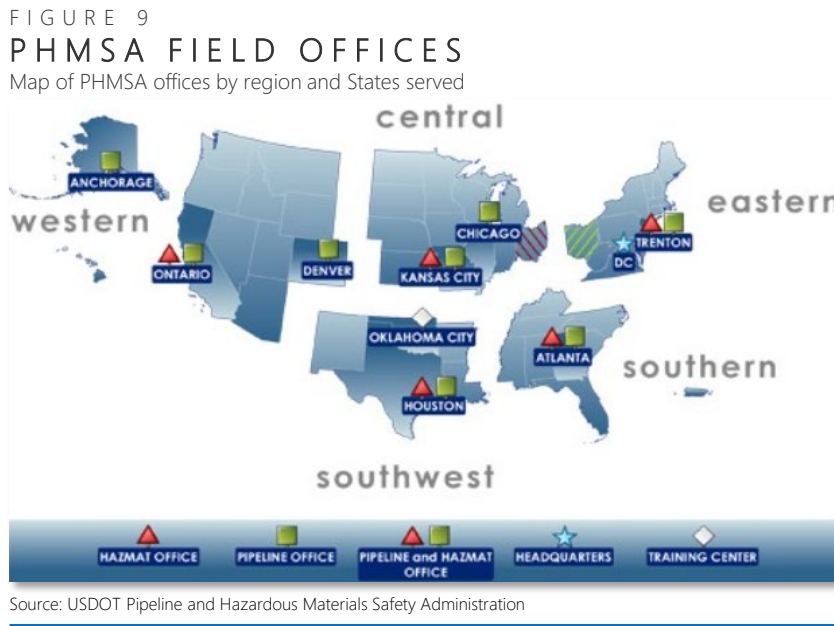 FIGURE 9
PHMSA FIELD OFFICES
Map of PHMSA offices by region and States served
central
ANCHORAGE
western
eastern
CHICAGO
TRENTON
DC
ONTARIO
DENVER
KANSAS CITY
OKLAHOMA CITY
ATLANTA
southern
HOUSTON
southwest
HAZMAT OFFICE
PIPELINE OFFICE
PIPELINE and HAZMAT
OFFICE
HEADQUARTERS
TRAINING CENTER
Source: USDOT Pipeline and Hazardous Materials Safety Administration